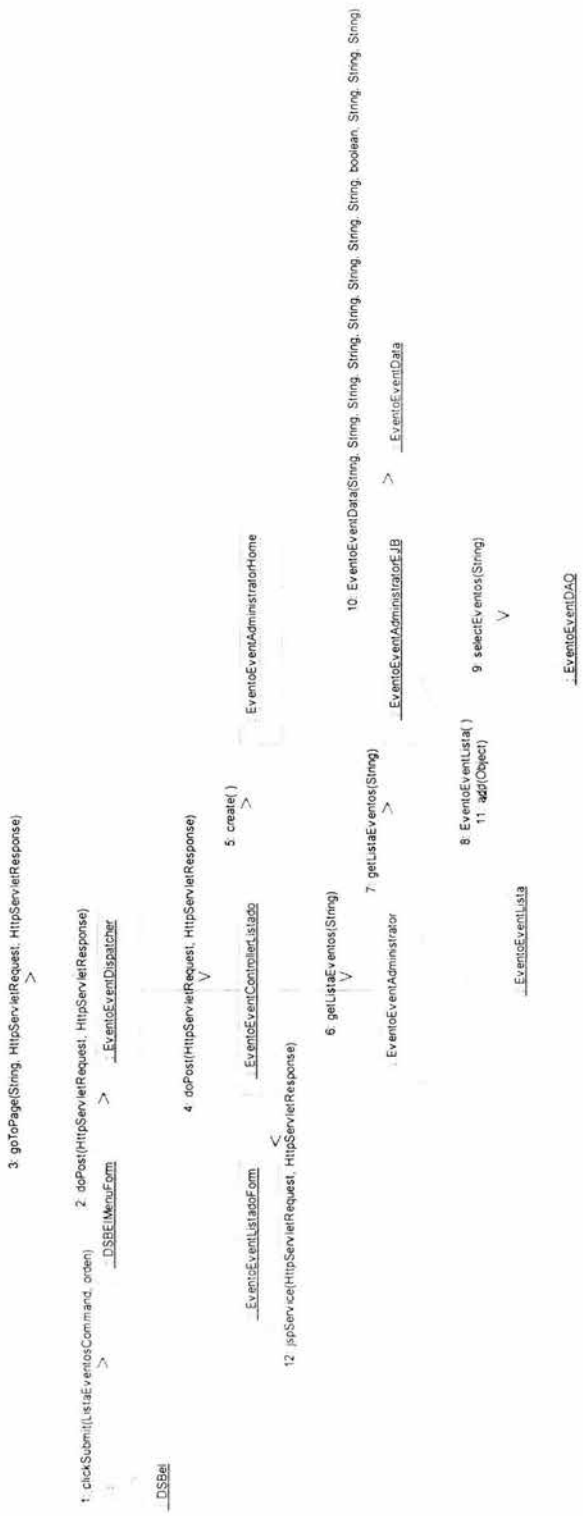 3: goToPage(String, HttpServletRequest, HttpServletResponse)
1: clickSubmit(ListaEventosCommand, orden)
2: doPost(HttpServletRequest, HttpServletResponse)
: DSBEl
: DSBEIMenuForm
: EventoEventDispatcher
4: doPost(HttpServletRequest, HttpServletResponse)
5: create( )
: EventoEventListadoForm
: EventoEventControllerListado
EventoEventAdministratorHome
12: jspService(HttpServletRequest, HttpServletResponse)
6: getListaEventos(String)
7: getListaEventos(String)
10: EventoEventData(String, String, String, String, String, String, String, String, boolean, String, String, String)
: EventoEventAdministrator
: EventoEventAdministratorEJB
: EventoEventData
8: EventoEventLista( )
11: add(Object)
9: selectEventos(String)
: EventoEventLista
: EventoEventDAO